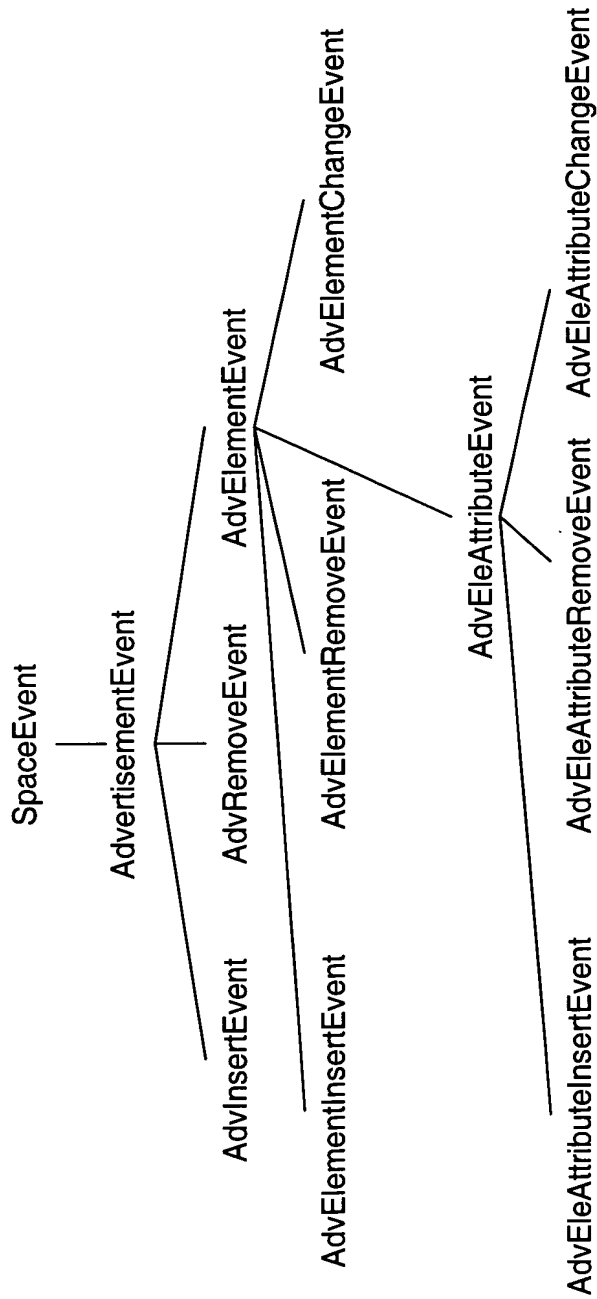 SpaceEvent
AdvertisementEvent
AdvInsertEvent
AdvRemoveEvent
AdvElementEvent
AdvElementInsertEvent
AdvElementRemoveEvent
AdvElementChangeEvent
AdvEleAttributeEvent
AdvEleAttributeInsertEvent
AdvEleAttributeRemoveEvent
AdvEleAttributeChangeEvent